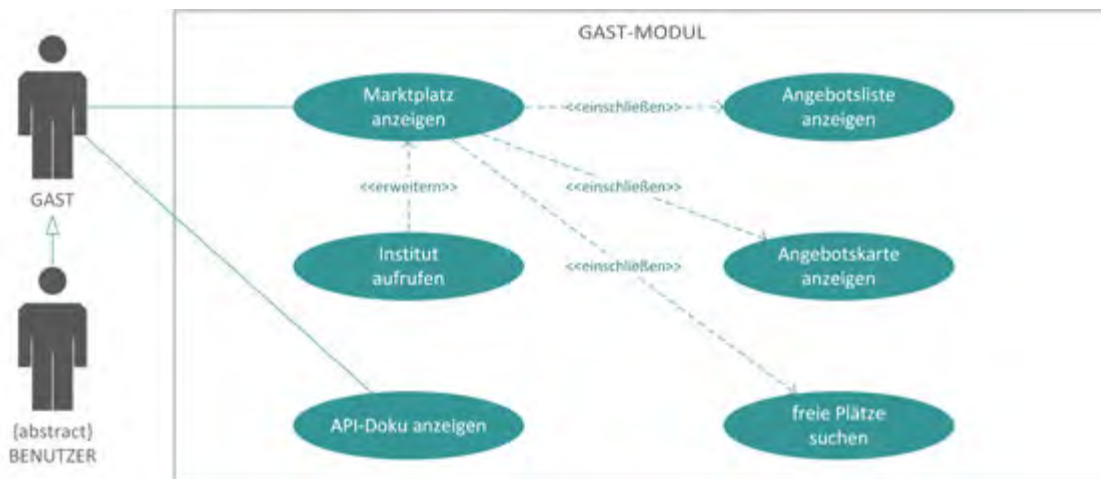 GAST-MODUL
Marktplatz
anzeigen
<<einschließen>>
Angebotsliste
anzeigen
GAST
<<erweitern>>
<<einschließen>>
Institut
aufrufen
<<einschließen>>
Angebotskarte
anzeigen
{abstract}
BENUTZER
API-Doku anzeigen
freie Plätze
suchen